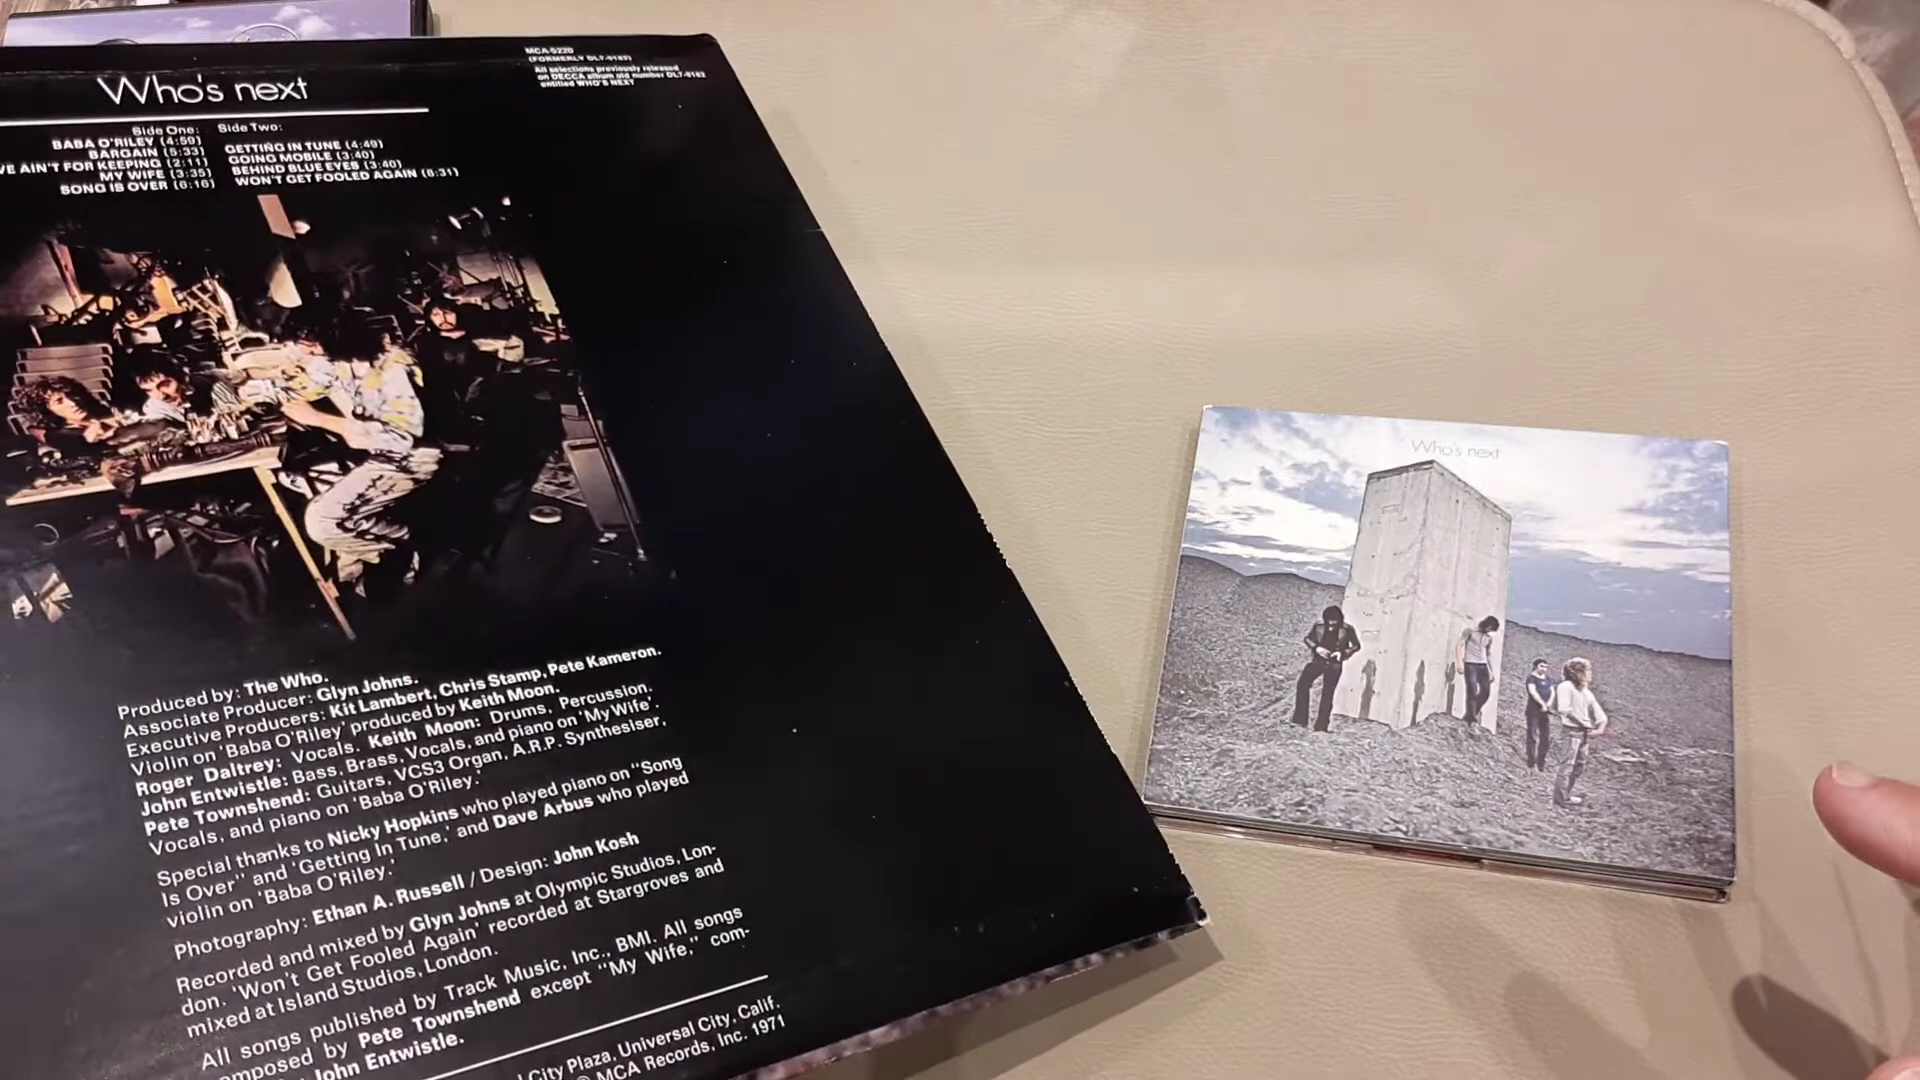 MCA-5220
(FORMERLY DL7-9182)
All selections previously released
on DECCA album old number DL7-9182
entitled WHO'S NEXT
Who's next
Side One:
BABA O'RILEY (4:59)
BARGAIN (5:33)
VE AIN'T FOR KEEPING (2:11)
MY WIFE (3:35)
SONG IS OVER (6:16)
Side Two:
GETTING IN TUNE (4:49)
GOING MOBILE (3:40)
BEHIND BLUE EYES (3:40)
WON'T GET FOOLED AGAIN (8:31)
Produced by: The Who.
Associate Producer: Glyn Johns.
Executive Producers: Kit Lambert, Chris Stamp, Pete Kameron.
Violin on 'Baba O'Riley' produced by Keith Moon.
Roger Daltrey: Vocals. Keith Moon: Drums, Percussion.
John Entwistle: Bass, Brass, Vocals, and piano on 'My Wife'.
Pete Townshend: Guitars, VCS3 Organ, A.R.P. Synthesiser,
Vocals, and piano on 'Baba O'Riley.'
Special thanks to Nicky Hopkins who played piano on "Song
Is Over" and 'Getting In Tune,' and Dave Arbus who played
violin on 'Baba O'Riley.'
Photography: Ethan A. Russell / Design: John Kosh
Recorded and mixed by Glyn Johns at Olympic Studios, Lon-
don. 'Won't Get Fooled Again' recorded at Stargroves and
mixed at Island Studios, London.
All songs published by Track Music, Inc., BMI. All songs
omposed by Pete Townshend except "My Wife," com-
John Entwistle.
City Plaza, Universal City, Calif.
MCA Records, Inc. 1971
Who's next